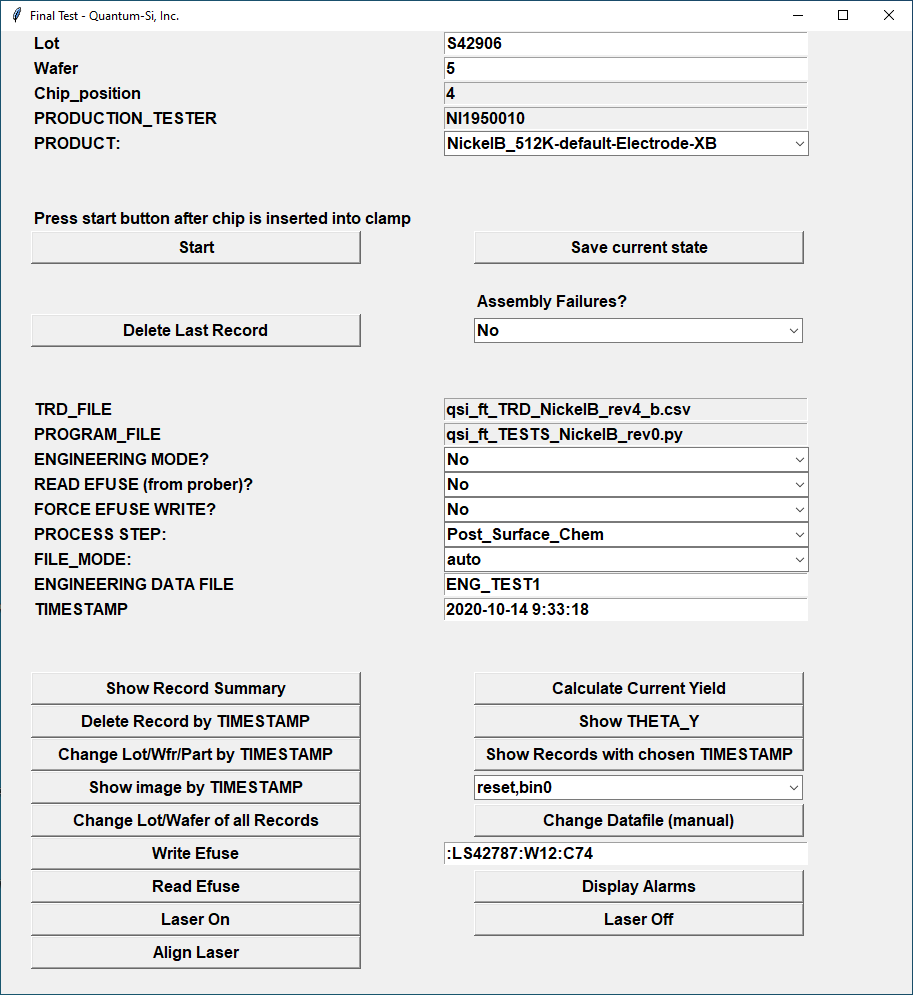 Final Test - Quantum-Si, Inc.
Lot S42906
Wafer 5
Chip_position 4
PRODUCTION_TESTER NI1950010
PRODUCT: NickelB_512K-default-Electrode-XB
Press start button after chip is inserted into clamp
Start Save current state
Assembly Failures?
Delete Last Record No
TRD_FILE qsi_ft_TRD_NickelB_rev4_b.csv
PROGRAM_FILE qsi_ft_TESTS_NickelB_rev0.py
ENGINEERING MODE? No
READ EFUSE (from prober)? No
FORCE EFUSE WRITE? No
PROCESS STEP: Post_Surface_Chem
FILE_MODE: auto
ENGINEERING DATA FILE ENG_TEST1
TIMESTAMP 2020-10-14 9:33:18
Show Record Summary Calculate Current Yield
Delete Record by TIMESTAMP Show THETA_Y
Change Lot/Wfr/Part by TIMESTAMP Show Records with chosen TIMESTAMP
Show image by TIMESTAMP reset,bin0
Change Lot/Wafer of all Records Change Datafile (manual)
Write Efuse :LS42787:W12:C74
Read Efuse Display Alarms
Laser On Laser Off
Align Laser